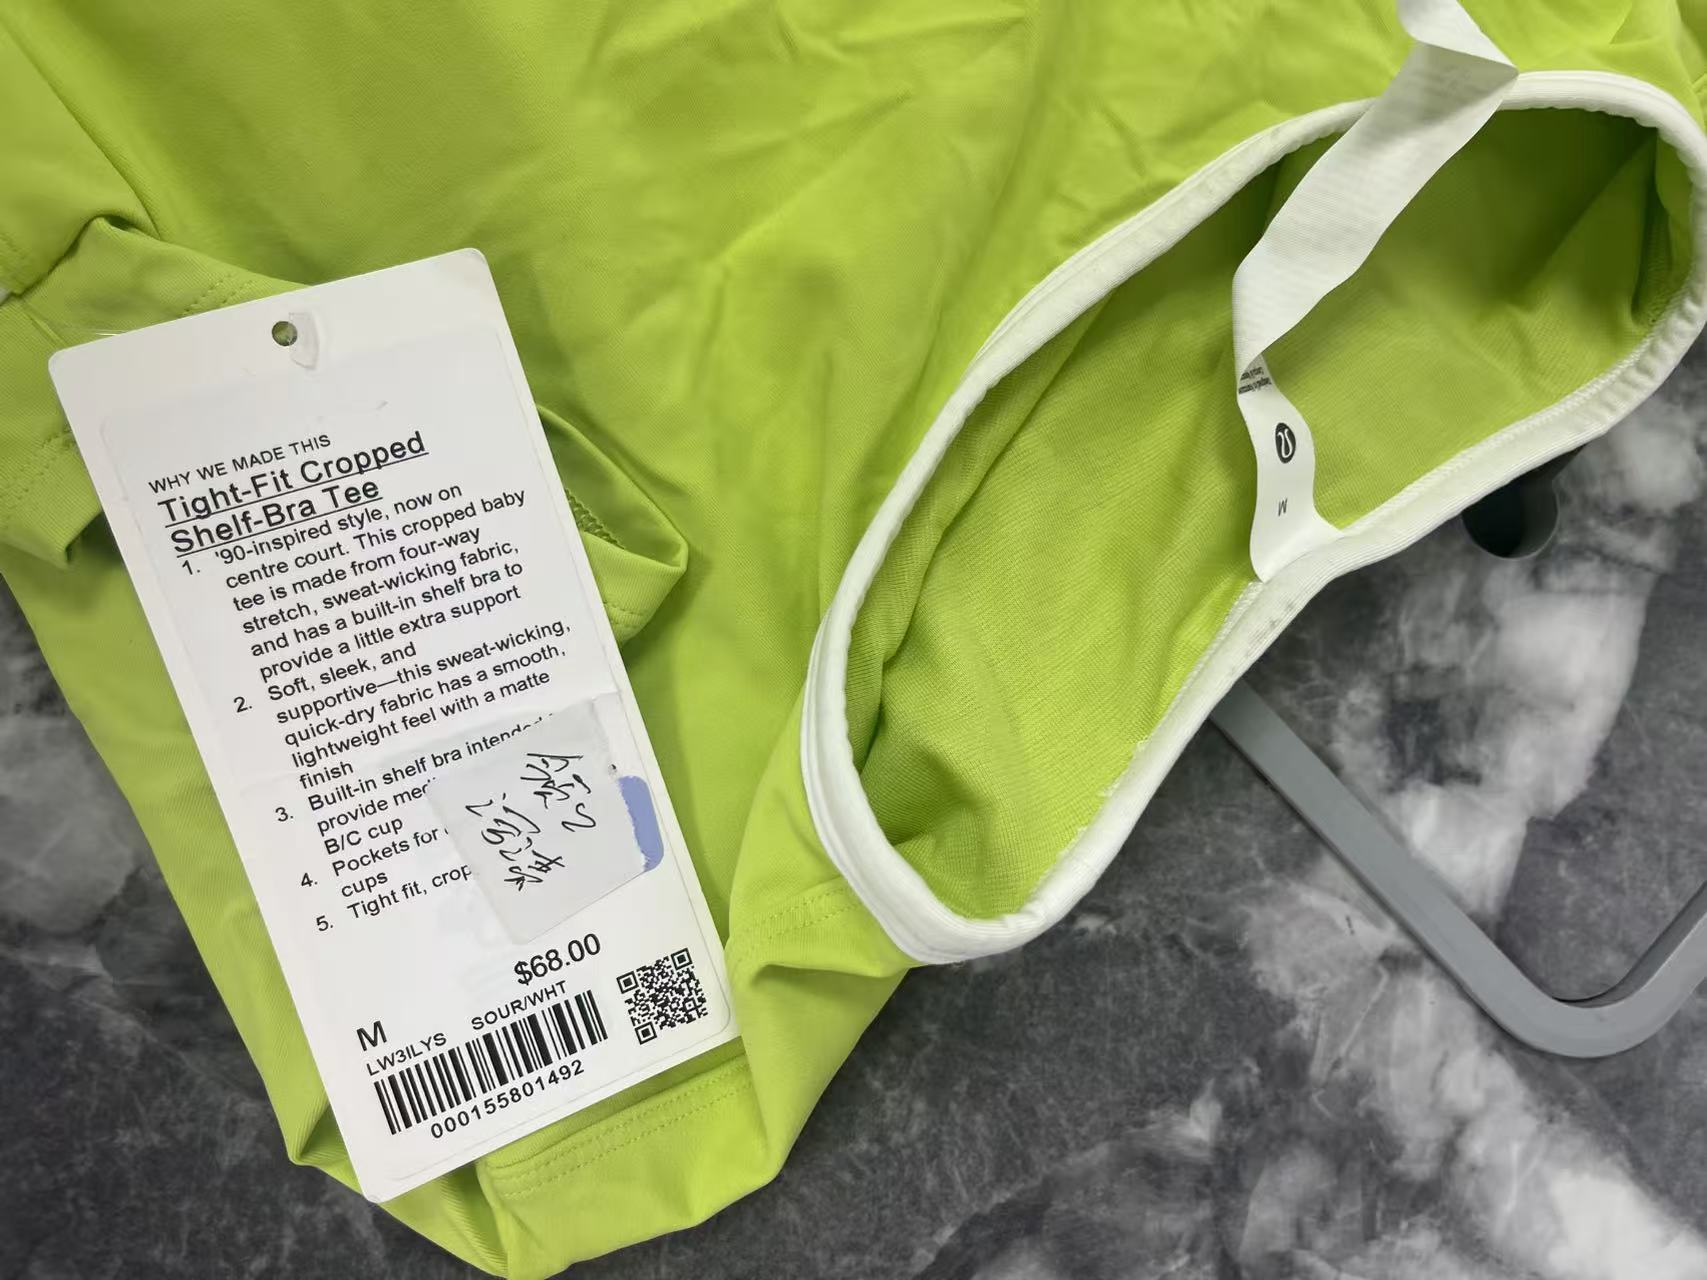 WHY WE MADE THIS
Tight-Fit Cropped
Shelf-Bra Tee
1. '90-inspired style, now on
centre court. This cropped baby
tee is made from four-way
stretch, sweat-wicking fabric,
and has a built-in shelf bra to
provide a little extra support
2. Soft, sleek, and
supportive—this sweat-wicking,
quick-dry fabric has a smooth,
lightweight feel with a matte
finish
3. Built-in shelf bra intended
provide
B/C cup
4. Pockets for
cups
5. Tight fit,
$68.00
M
LW3ILYS SOUR/WHT
000155801492
M